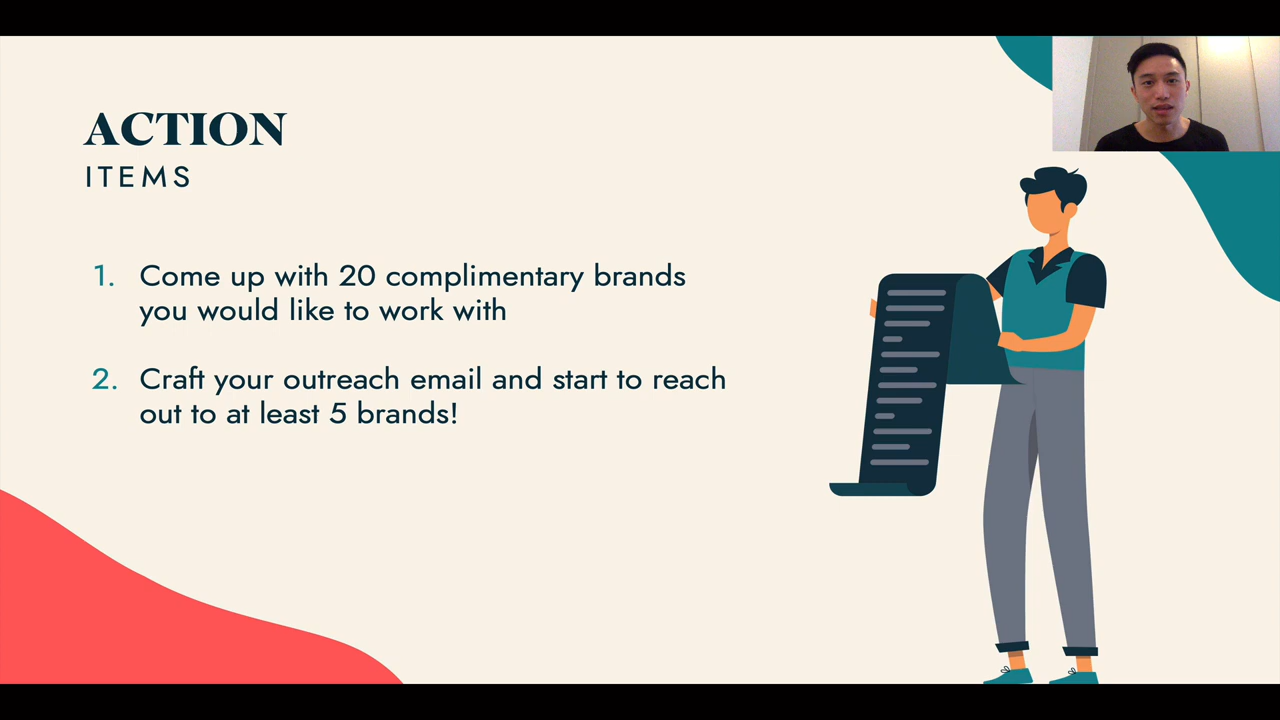 ACTION
ITEMS
1. Come up with 20 complimentary brands
you would like to work with
2. Craft your outreach email and start to reach
out to at least 5 brands!